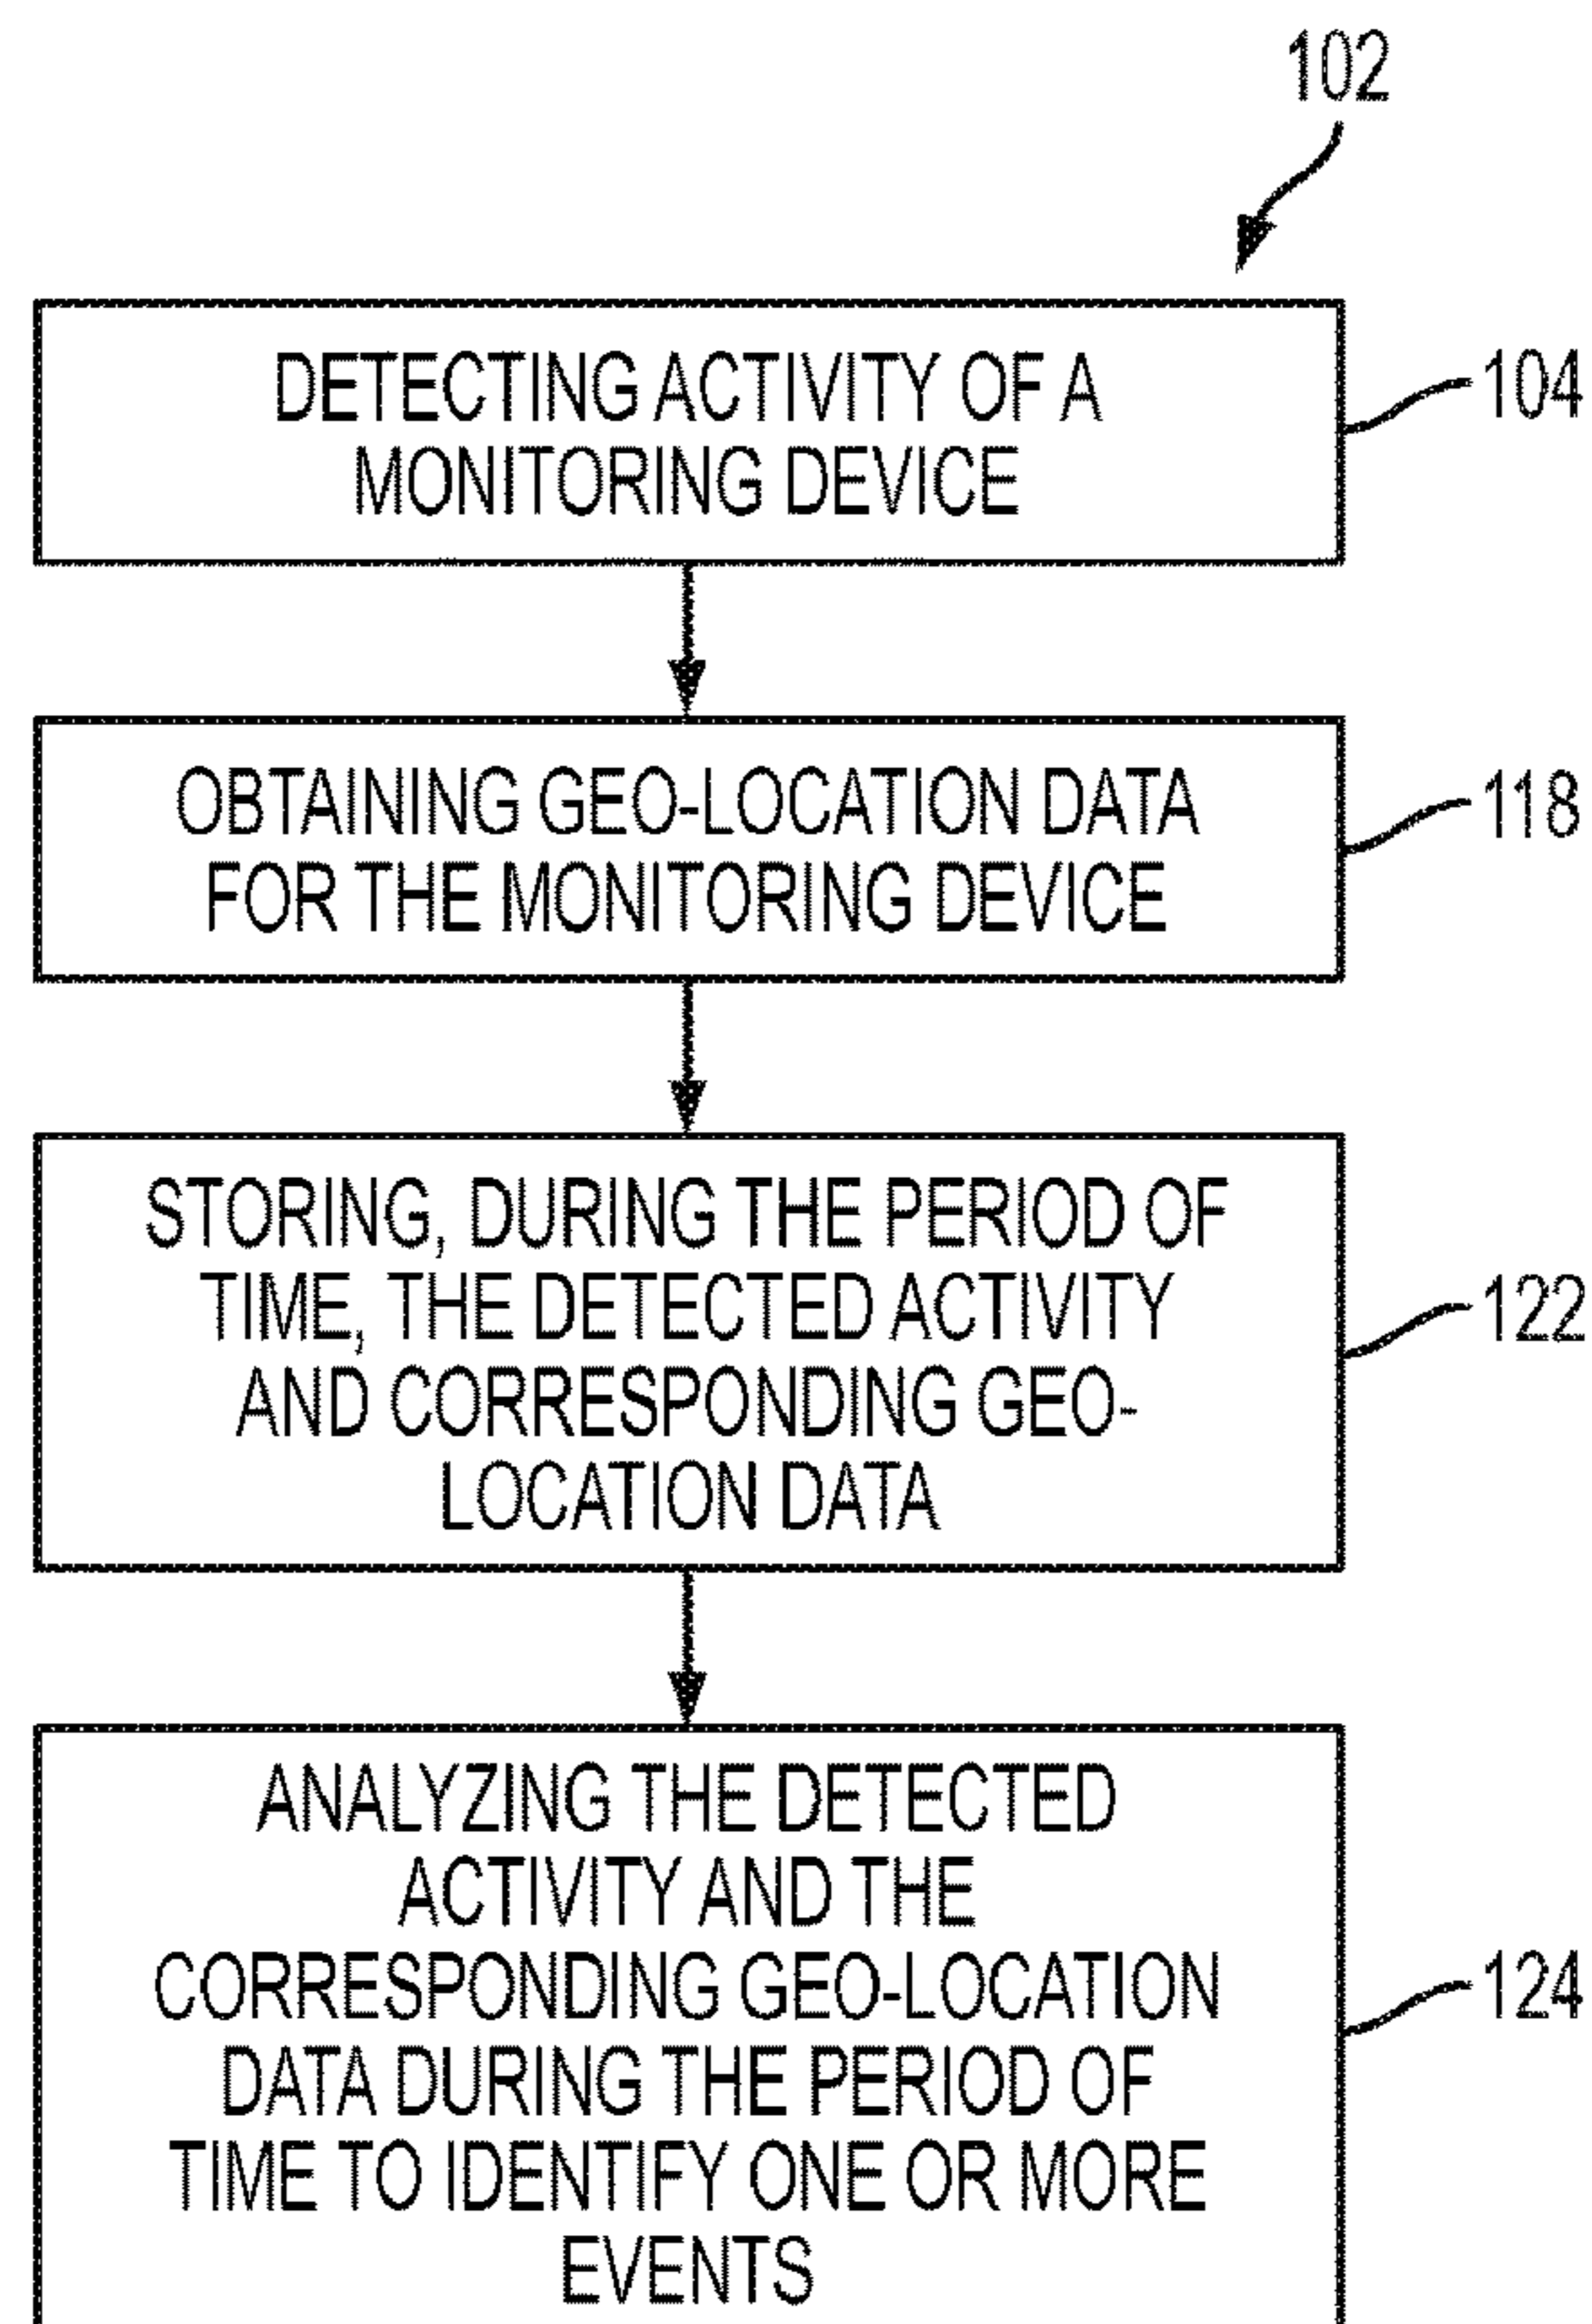 102
DETECTING ACTIVITY OF A
MONITORING DEVICE
104
OBTAINING GEO-LOCATION DATA
FOR THE MONITORING DEVICE
118
STORING, DURING THE PERIOD OF
TIME, THE DETECTED ACTIVITY
AND CORRESPONDING GEO-
LOCATION DATA
122
ANALYZING THE DETECTED
ACTIVITY AND THE
CORRESPONDING GEO-LOCATION
DATA DURING THE PERIOD OF
TIME TO IDENTIFY ONE OR MORE
EVENTS
124